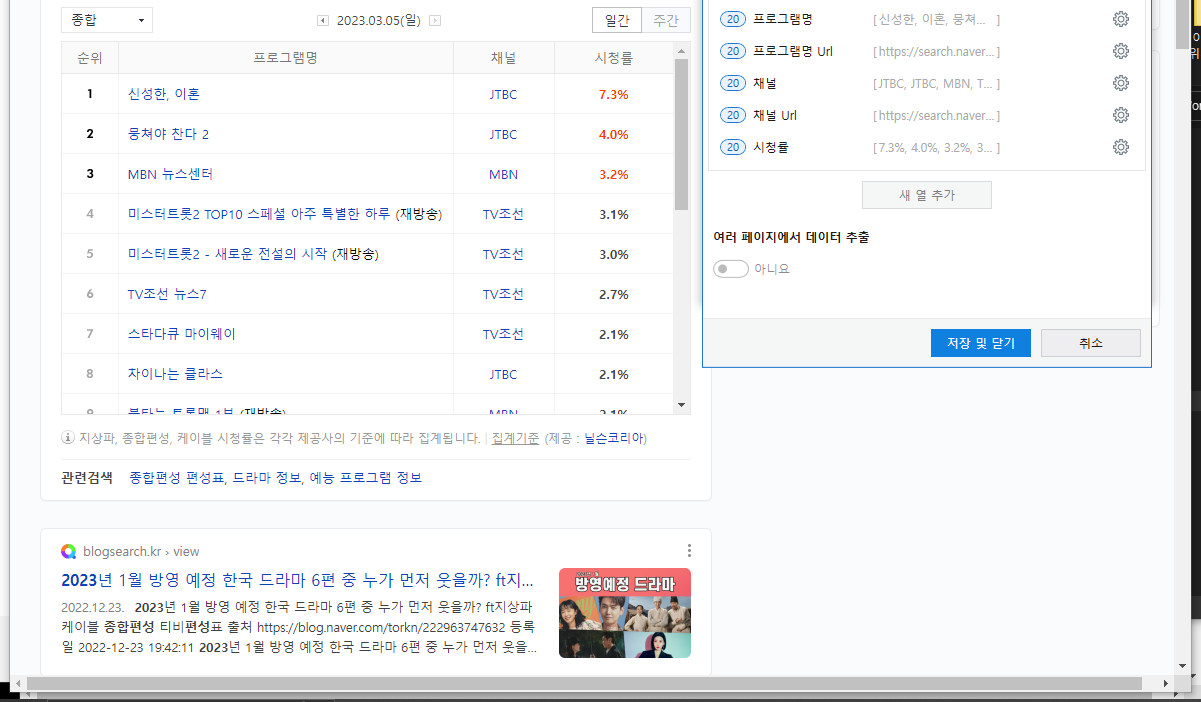 종합
2023.03.05(일)
일간 주간
순위 프로그램명 채널 시청률
1 신성한, 이혼 JTBC 7.3%
2 뭉쳐야 찬다 2 JTBC 4.0%
3 MBN 뉴스센터 MBN 3.2%
4 미스터트롯2 TOP10 스페셜 아주 특별한 하루 (재방송) TV조선 3.1%
5 미스터트롯2 - 새로운 전설의 시작 (재방송) TV조선 3.0%
6 TV조선 뉴스7 TV조선 2.7%
7 스타다큐 마이웨이 TV조선 2.1%
8 차이나는 클라스 JTBC 2.1%
9 불타는 트롯맨 1부 (재방송) MBN 2.1%
지상파, 종합편성, 케이블 시청률은 각각 제공사의 기준에 따라 집계됩니다. | 집계기준 (제공 : 닐슨코리아)
관련검색 종합편성 편성표, 드라마 정보, 예능 프로그램 정보
blogsearch.kr › view
2023년 1월 방영 예정 한국 드라마 6편 중 누가 먼저 웃을까? ft지...
2022.12.23. 2023년 1월 방영 예정 한국 드라마 6편 중 누가 먼저 웃을까? ft지상파
케이블 종합편성 티비편성표 출처 https://blog.naver.com/torkn/222963747632 등록
일 2022-12-23 19:42:11 2023년 1월 방영 예정 한국 드라마 6편 중 누가 먼저 웃을...
방영예정 드라마
20 프로그램명 [신성한, 이혼, 뭉쳐... ]
20 프로그램명 Url [https://search.naver... ]
20 채널 [JTBC, JTBC, MBN, T... ]
20 채널 Url [https://search.naver... ]
20 시청률 [7.3%, 4.0%, 3.2%, 3... ]
새 열 추가
여러 페이지에서 데이터 추출
아니요
저장 및 닫기 취소